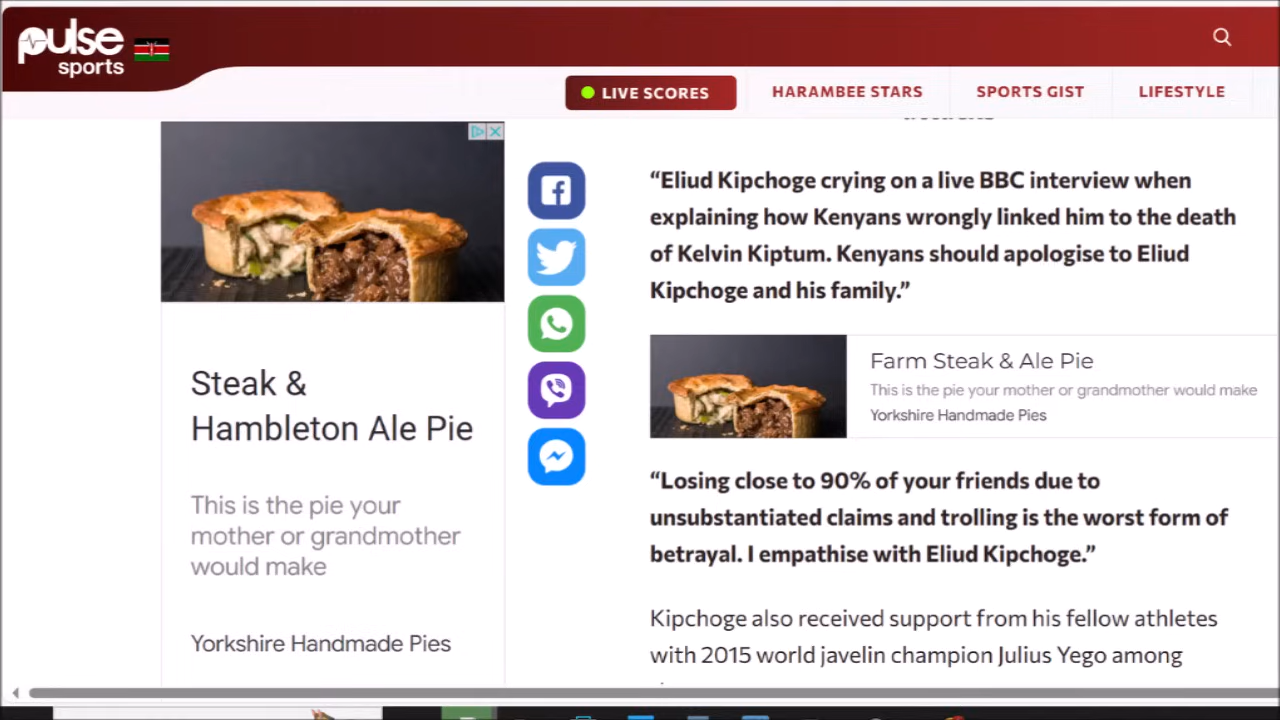 pulse
sports
LIVE SCORES
HARAMBEE STARS
SPORTS GIST
LIFESTYLE
“Eliud Kipchoge crying on a live BBC interview when
explaining how Kenyans wrongly linked him to the death
of Kelvin Kiptum. Kenyans should apologise to Eliud
Kipchoge and his family.”
Farm Steak & Ale Pie
This is the pie your mother or grandmother would make
Yorkshire Handmade Pies
“Losing close to 90% of your friends due to
unsubstantiated claims and trolling is the worst form of
betrayal. I empathise with Eliud Kipchoge.”
Kipchoge also received support from his fellow athletes
with 2015 world javelin champion Julius Yego among
Steak &
Hambleton Ale Pie
This is the pie your
mother or grandmother
would make
Yorkshire Handmade Pies